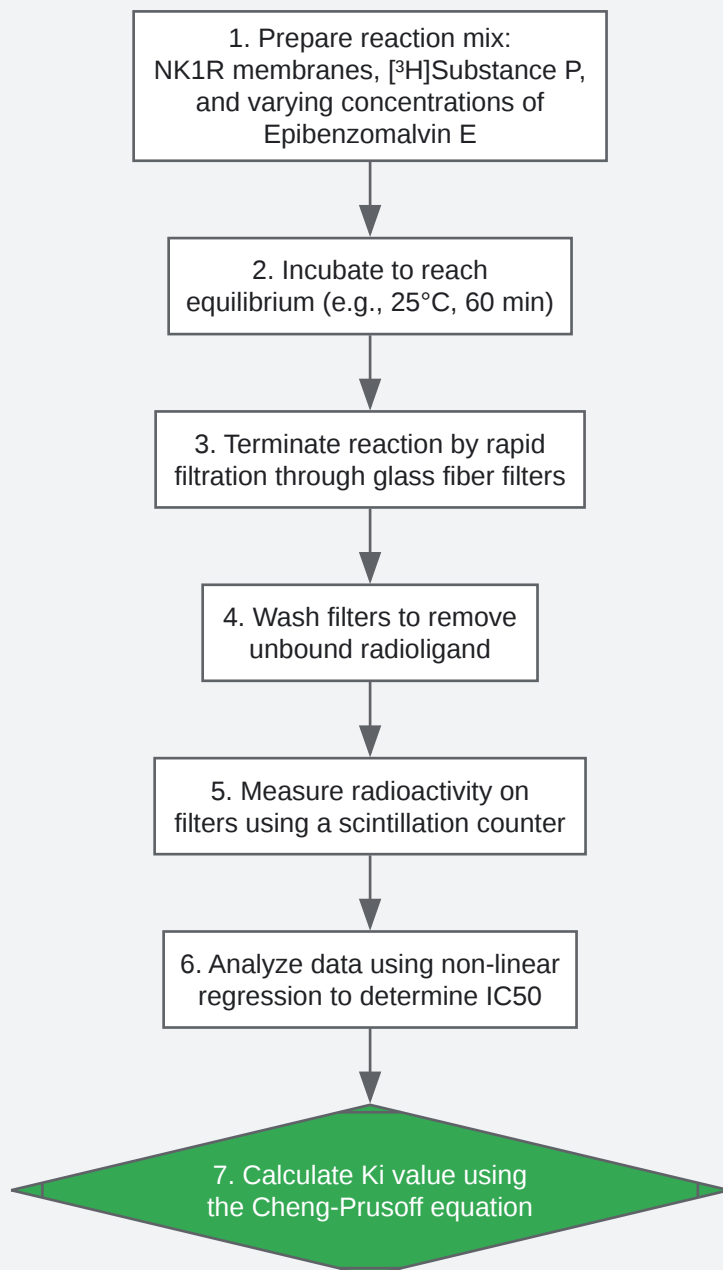 1. Prepare reaction mix:
NK1R membranes, [³H]Substance P,
and varying concentrations of
Epibenzomalvin E
2. Incubate to reach
equilibrium (e.g., 25°C, 60 min)
3. Terminate reaction by rapid
filtration through glass fiber filters
4. Wash filters to remove
unbound radioligand
5. Measure radioactivity on
filters using a scintillation counter
6. Analyze data using non-linear
regression to determine IC50
7. Calculate Ki value using
the Cheng-Prusoff equation